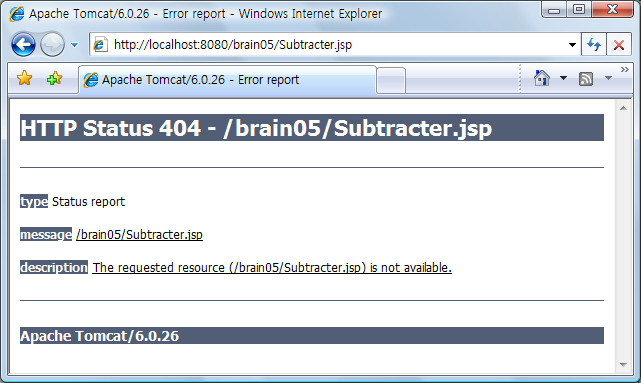 Apache Tomcat/6.0.26 - Error report - Windows Internet Explorer
http://localhost:8080/brain05/Subtracter.jsp
Apache Tomcat/6.0.26 - Error report
HTTP Status 404 - /brain05/Subtracter.jsp
type Status report
message /brain05/Subtracter.jsp
description The requested resource (/brain05/Subtracter.jsp) is not available.
Apache Tomcat/6.0.26